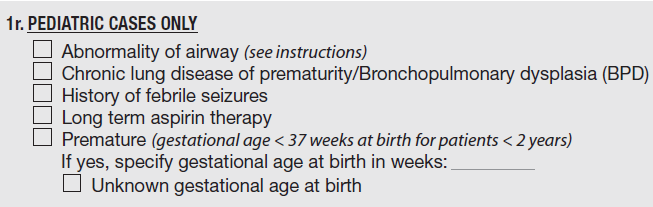 1r. PEDIATRIC CASES ONLY
Abnormality of airway (see instructions)
Chronic lung disease of prematurity/Bronchopulmonary dysplasia (BPD)
History of febrile seizures
Long term aspirin therapy
Premature (gestational age < 37 weeks at birth for patients < 2 years)
If yes, specify gestational age at birth in weeks:
Unknown gestational age at birth